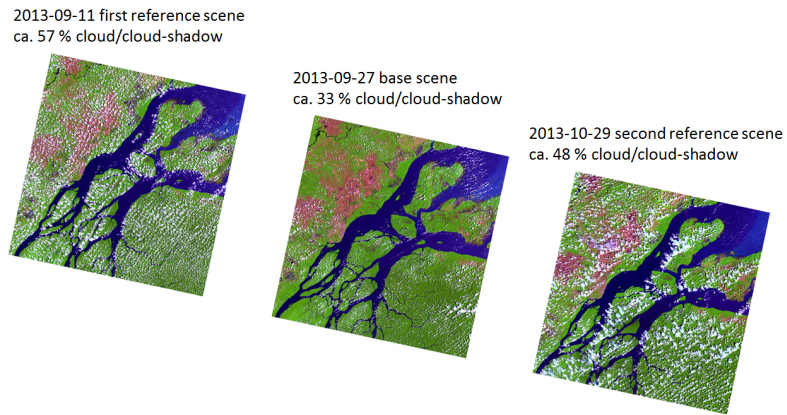 2013-09-11 first reference scene
ca. 57 % cloud/cloud-shadow
2013-09-27 base scene
ca. 33 % cloud/cloud-shadow
2013-10-29 second reference scene
ca. 48 % cloud/cloud-shadow